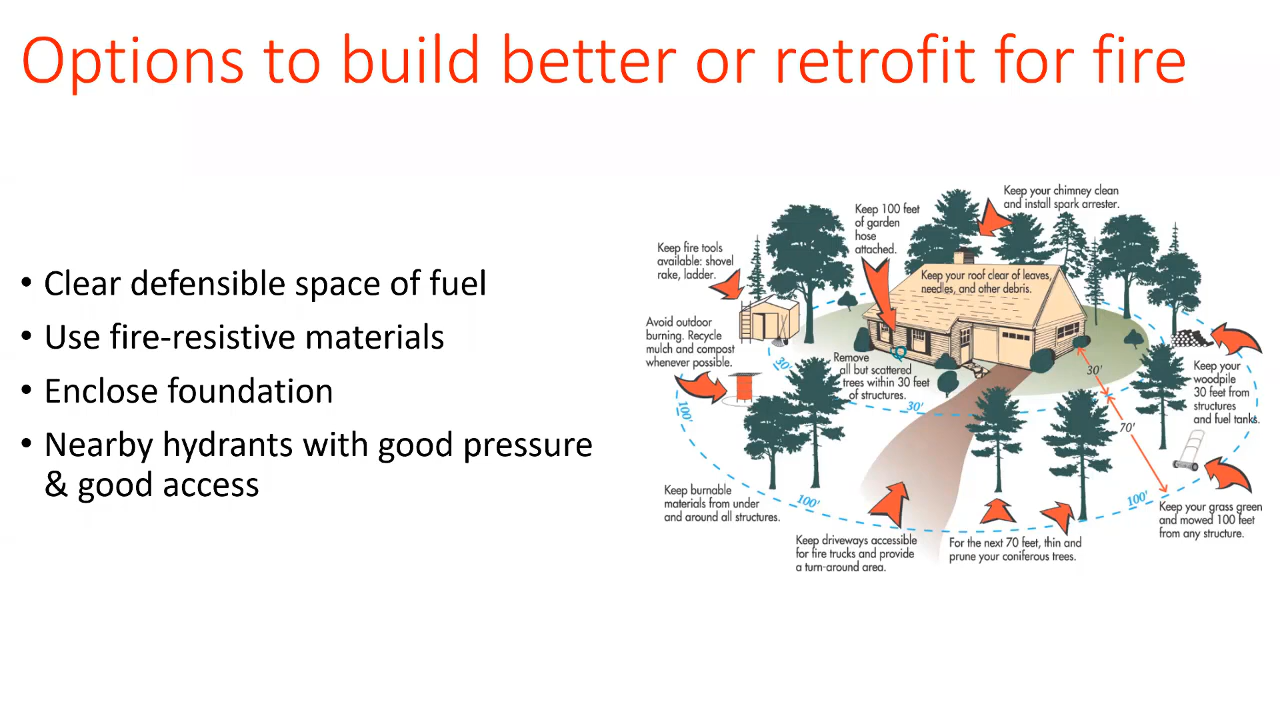 Options to build better or retrofit for fire
• Clear defensible space of fuel
• Use fire-resistive materials
• Enclose foundation
• Nearby hydrants with good pressure
& good access
Keep your chimney clean
and install spark arrester.
Keep 100 feet
of garden
hose
attached.
Keep fire tools
available: shovel
rake, ladder.
Keep your roof clear of leaves,
needles, and other debris.
Avoid outdoor
burning. Recycle
mulch and compost
whenever possible.
Remove
all but scattered
trees within 30 feet
of structures.
30'
30'
30'
70'
Keep your
woodpile
30 feet from
structures
and fuel tanks.
100'
100'
100'
Keep burnable
materials from under
and around all structures.
Keep driveways accessible
for fire trucks and provide
a turn-around area.
For the next 70 feet, thin and
prune your coniferous trees.
Keep your grass green
and mowed 100 feet
from any structure.